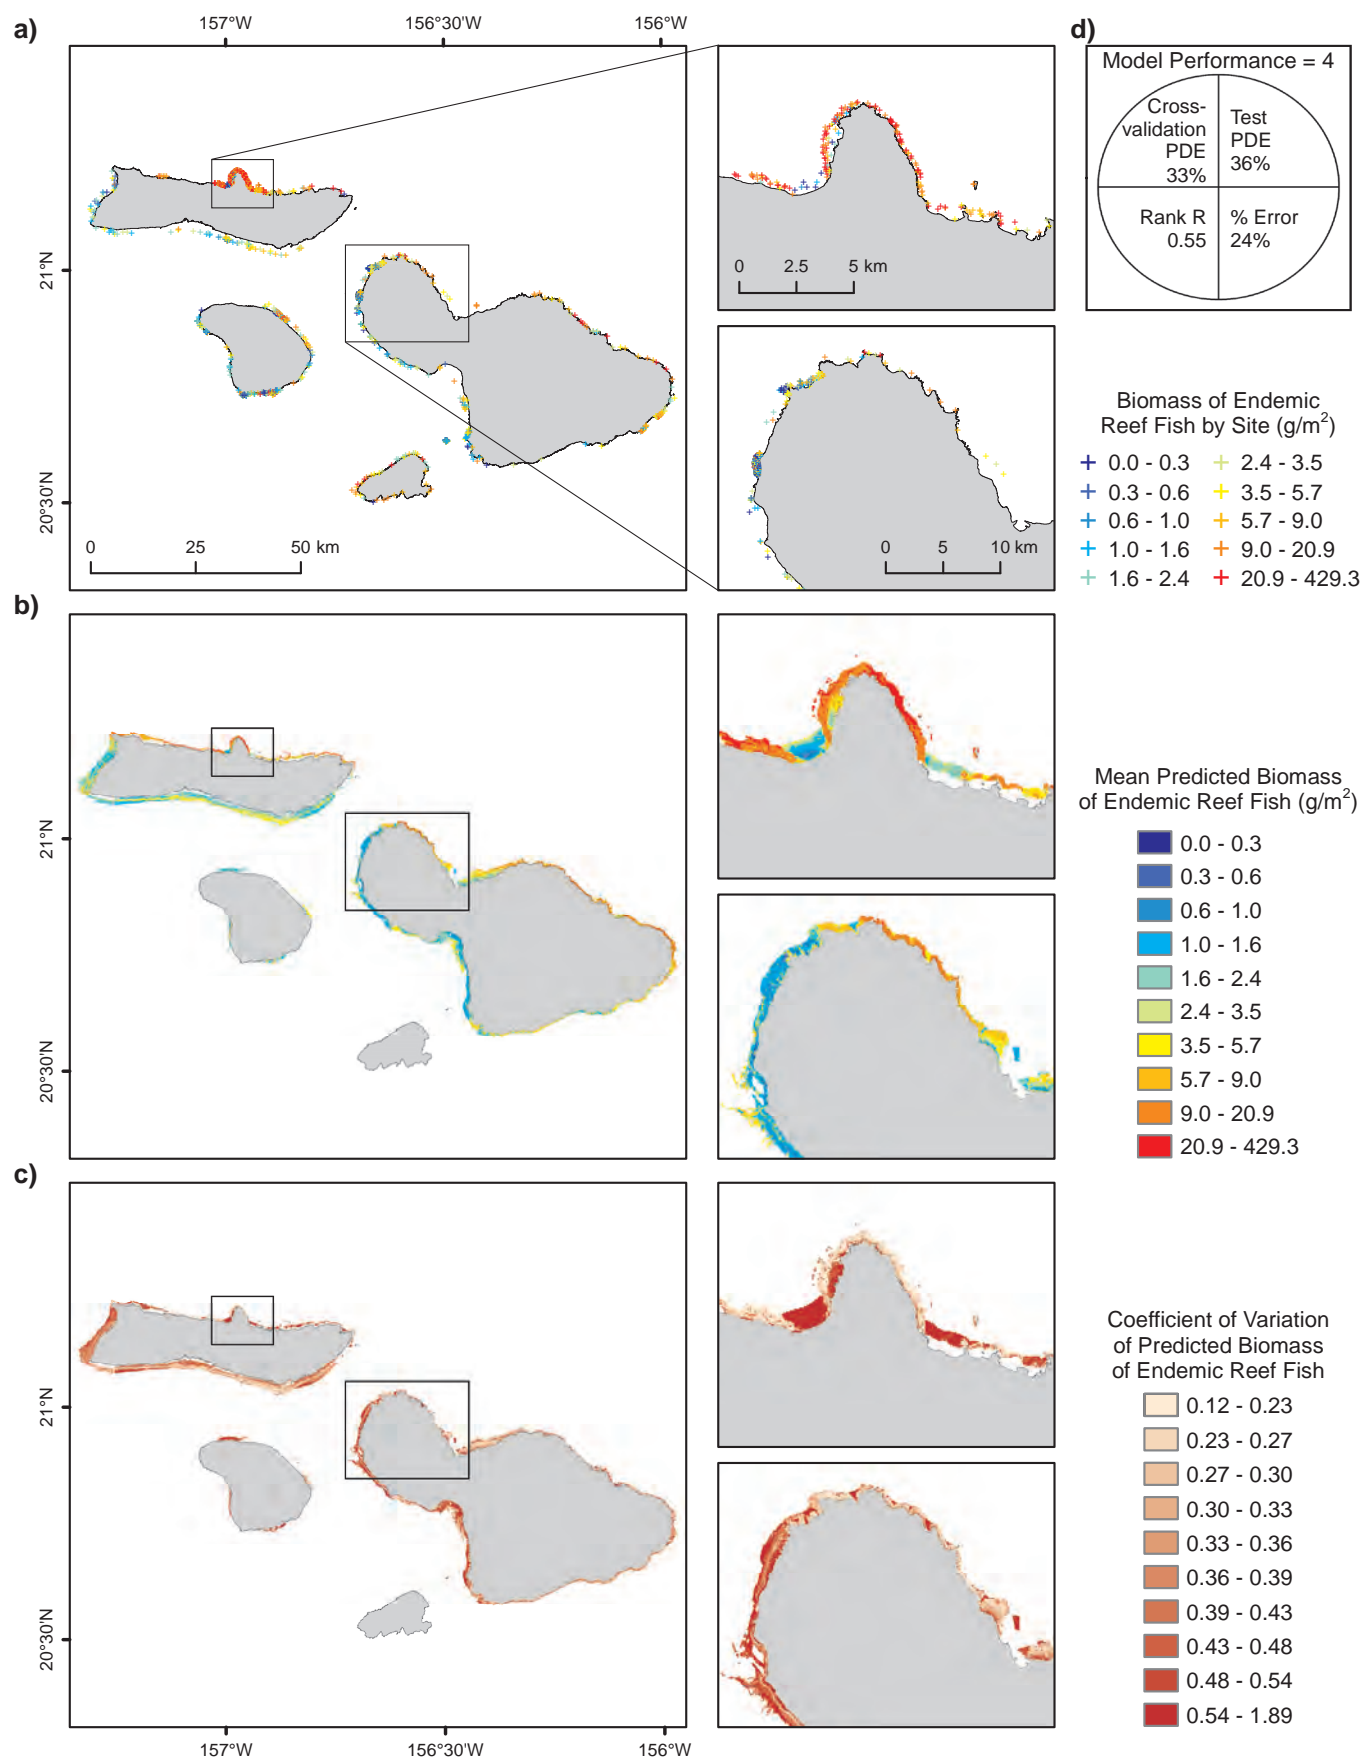 a)
157°W
156°30'W
156°W
21°N
20°30'N
0 25 50 km
0 2.5 5 km
0 5 10 km
d)
Model Performance = 4
Cross-
validation
PDE
33%
Test
PDE
36%
Rank R
0.55
% Error
24%
Biomass of Endemic
Reef Fish by Site (g/m²)
0.0 - 0.3
0.3 - 0.6
0.6 - 1.0
1.0 - 1.6
1.6 - 2.4
2.4 - 3.5
3.5 - 5.7
5.7 - 9.0
9.0 - 20.9
20.9 - 429.3
b)
21°N
20°30'N
Mean Predicted Biomass
of Endemic Reef Fish (g/m²)
0.0 - 0.3
0.3 - 0.6
0.6 - 1.0
1.0 - 1.6
1.6 - 2.4
2.4 - 3.5
3.5 - 5.7
5.7 - 9.0
9.0 - 20.9
20.9 - 429.3
c)
21°N
20°30'N
157°W
156°30'W
156°W
Coefficient of Variation
of Predicted Biomass
of Endemic Reef Fish
0.12 - 0.23
0.23 - 0.27
0.27 - 0.30
0.30 - 0.33
0.33 - 0.36
0.36 - 0.39
0.39 - 0.43
0.43 - 0.48
0.48 - 0.54
0.54 - 1.89